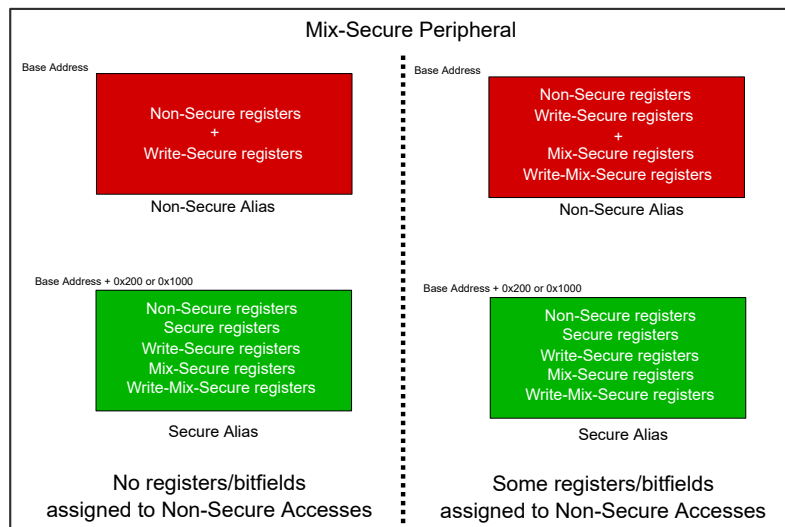 Mix-Secure Peripheral
Base Address
Non-Secure registers
+
Write-Secure registers
Non-Secure Alias
Base Address + 0x200 or 0x1000
Non-Secure registers
Secure registers
Write-Secure registers
Mix-Secure registers
Write-Mix-Secure registers
Secure Alias
No registers/bitfields
assigned to Non-Secure Accesses
Base Address
Non-Secure registers
Write-Secure registers
+
Mix-Secure registers
Write-Mix-Secure registers
Non-Secure Alias
Base Address + 0x200 or 0x1000
Non-Secure registers
Secure registers
Write-Secure registers
Mix-Secure registers
Write-Mix-Secure registers
Secure Alias
Some registers/bitfields
assigned to Non-Secure Accesses